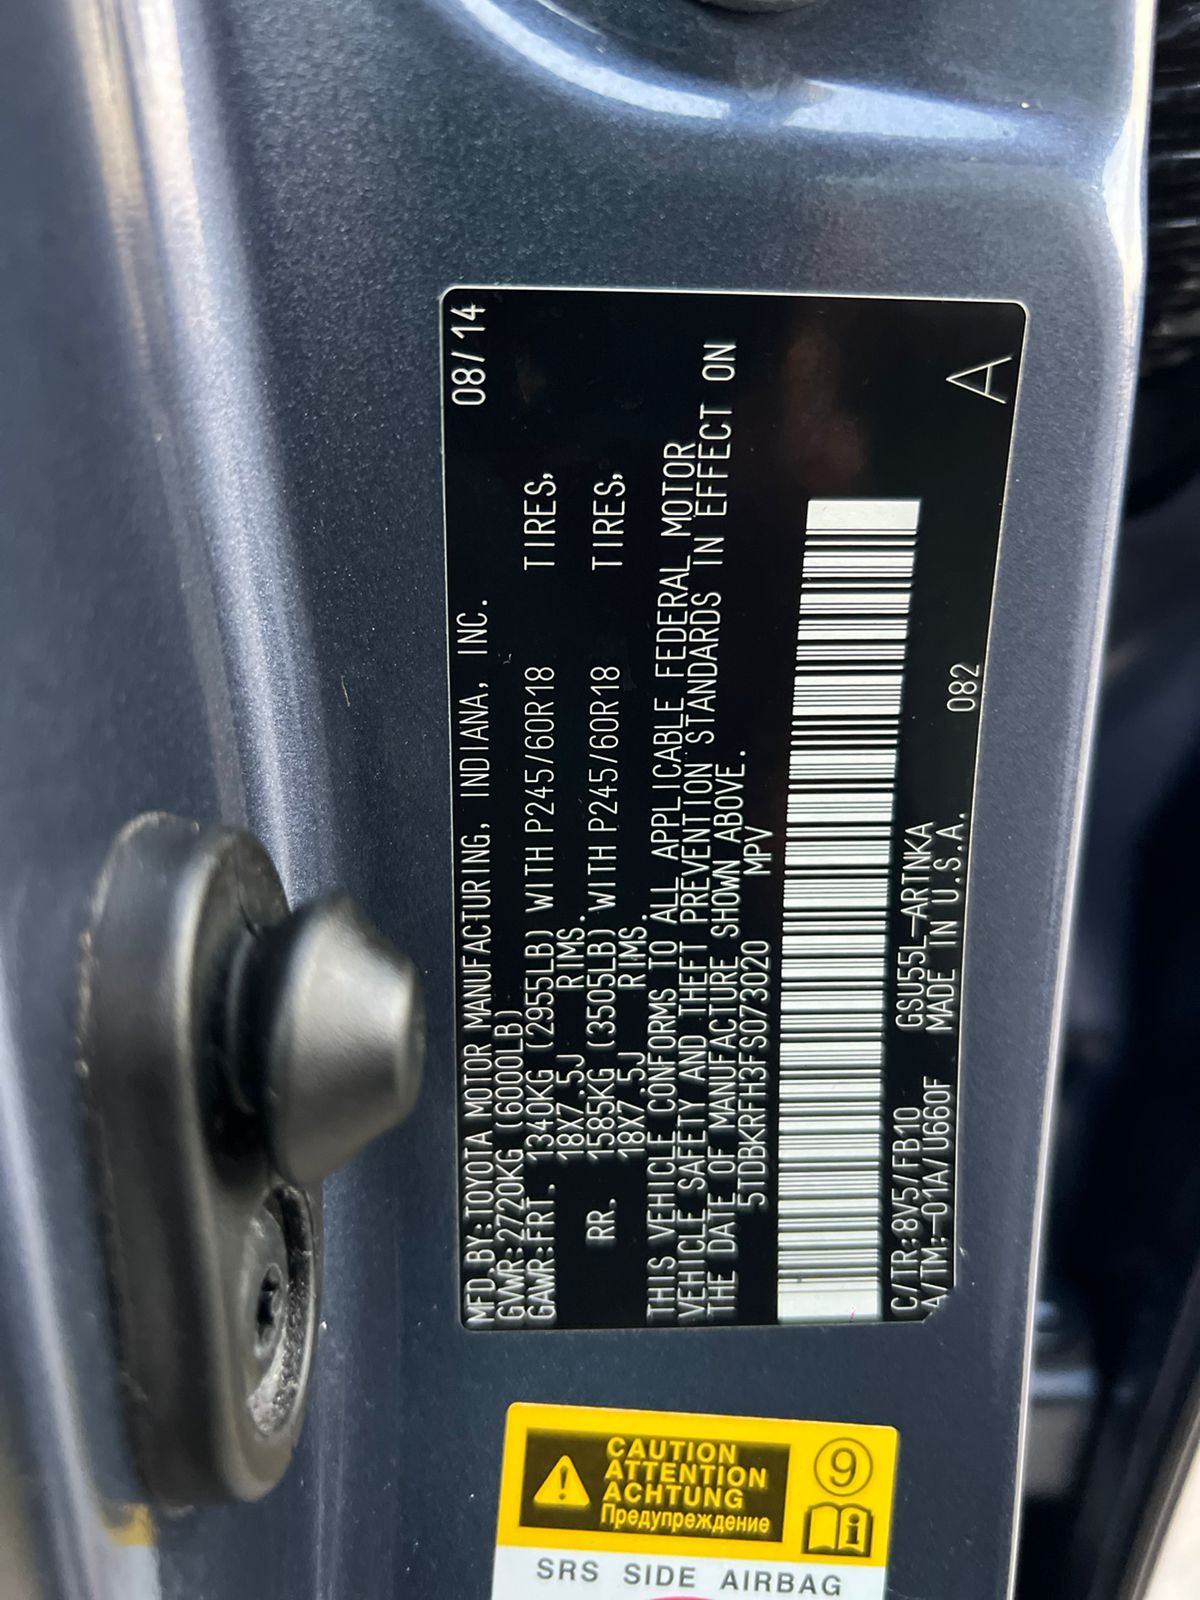 MFD.BY:TOYOTA MOTOR MANUFACTURING, INDIANA, INC. 08/14
GVWR:2720KG (6000LB)
GAWR:FRT. 1340KG (2955LB) WITH P245/60R18 TIRES,
18X7.5J RIMS.
RR. 1585KG (3505LB) WITH P245/60R18 TIRES,
18X7.5J RIMS.
THIS VEHICLE CONFORMS TO ALL APPLICABLE FEDERAL MOTOR
VEHICLE SAFETY AND THEFT PREVENTION STANDARDS IN EFFECT ON
THE DATE OF MANUFACTURE SHOWN ABOVE.
5TDBKRFH3FS073020 MPV
C/TR:8V5/FB10 GSU55L-ARTNKA
A/TM:-01A/U660F MADE IN U.S.A. 082 A
CAUTION
ATTENTION
ACHTUNG
Предупреждение
9
SRS SIDE AIRBAG